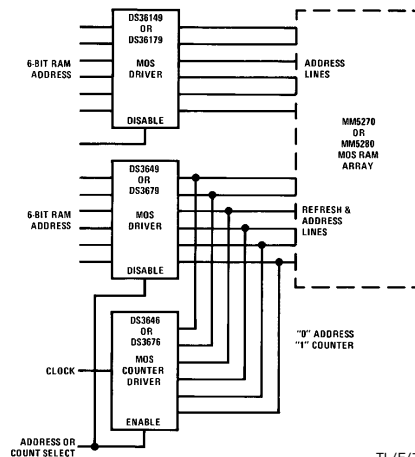 DS36149
OR
DS36179
MOS
DRIVER
DISABLE
6-BIT RAM
ADDRESS
ADDRESS
LINES
MM5270
OR
MM5280
MOS RAM
ARRAY
DS3649
OR
DS3679
MOS
DRIVER
DISABLE
6-BIT RAM
ADDRESS
REFRESH &
ADDRESS
LINES
DS3646
OR
DS3676
MOS
COUNTER
DRIVER
ENABLE
CLOCK
"0" ADDRESS
"1" COUNTER
ADDRESS OR
COUNT SELECT